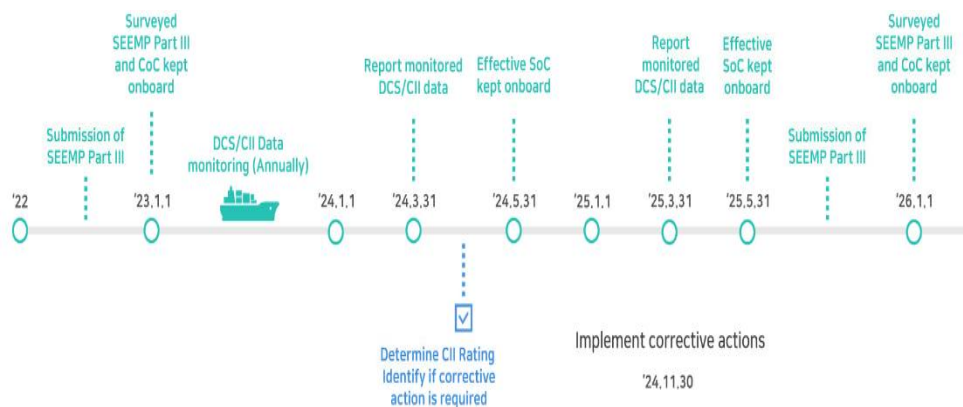 Submission of
SEEMP Part III
Surveyed
SEEMP Part III
and CoC kept
onboard
DCS/CII Data
monitoring (Annually)
Report monitored
DCS/CII data
Effective SoC
kept onboard
Report
monitored
DCS/CII data
Effective
SoC kept
onboard
Submission of
SEEMP Part III
Surveyed
SEEMP Part III
and CoC kept
onboard
'22
'23.1.1
'24.1.1
'24.3.31
'24.5.31
'25.1.1
'25.3.31
'25.5.31
'26.1.1
Determine CII Rating
Identify if corrective
action is required
Implement corrective actions
'24.11.30